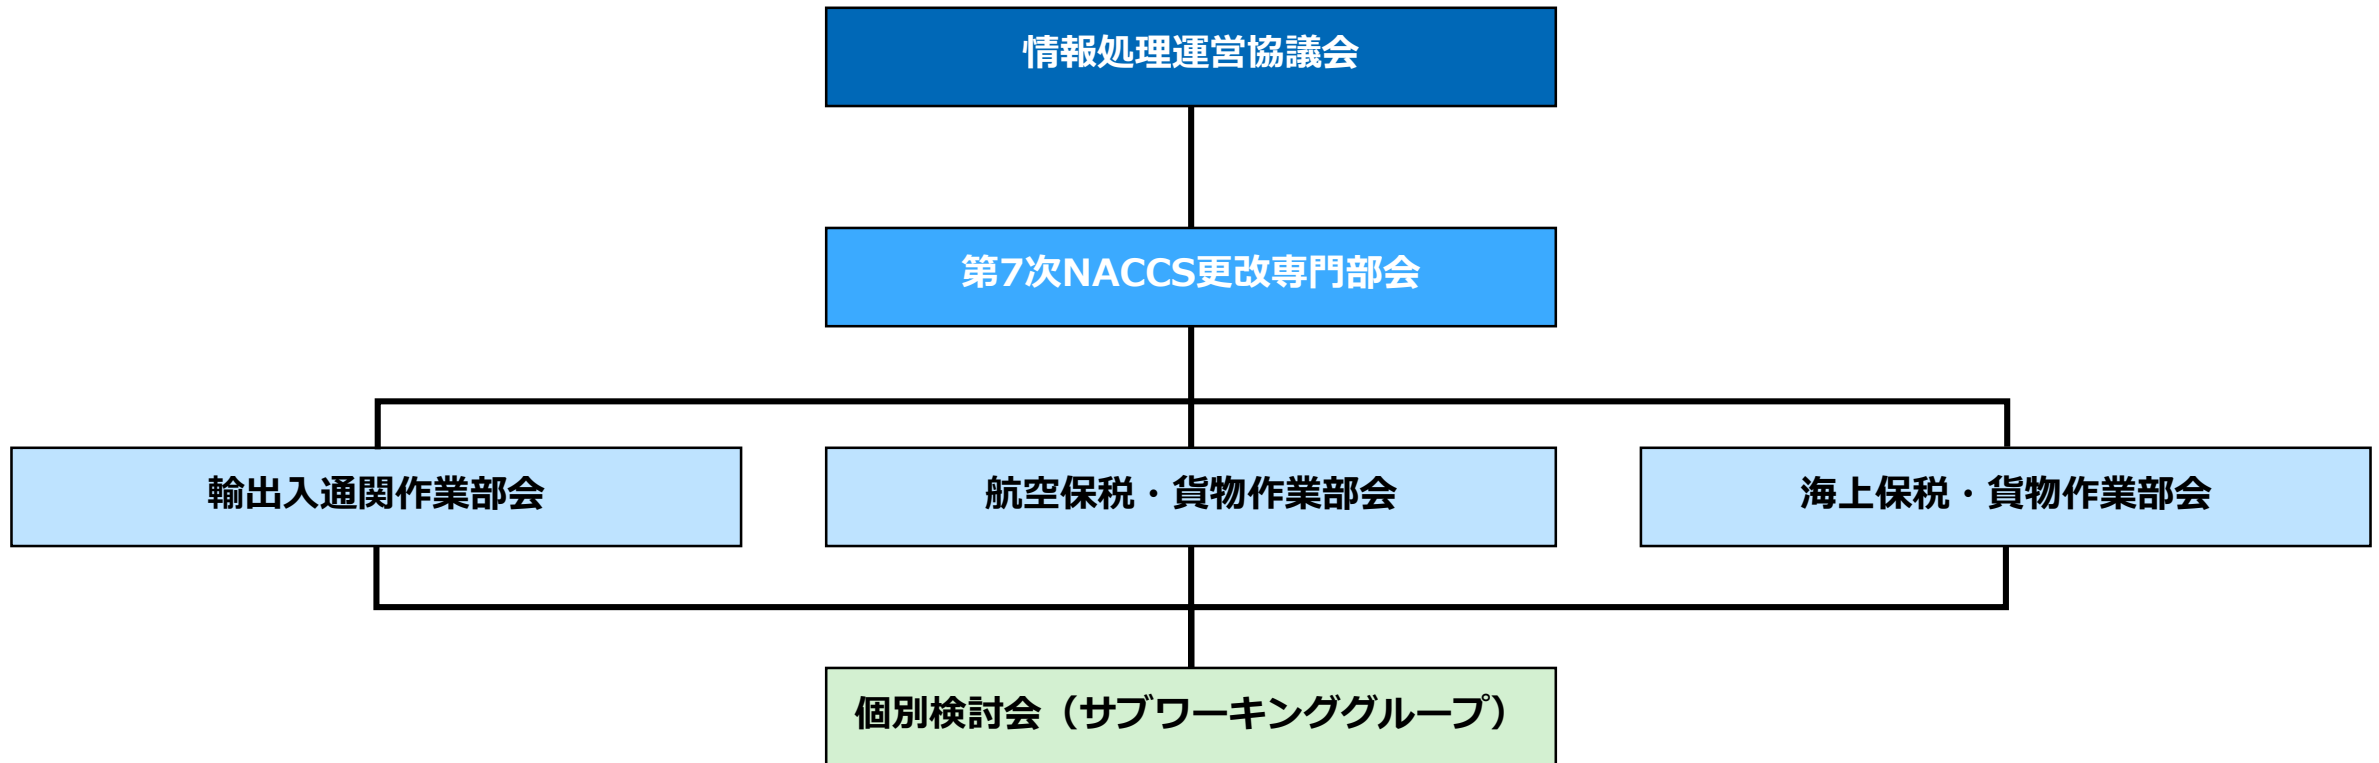 情報処理運営協議会
第7次NACCS更改専門部会
輸出入通関作業部会
航空保税・貨物作業部会
海上保税・貨物作業部会
個別検討会（サブワーキンググループ）